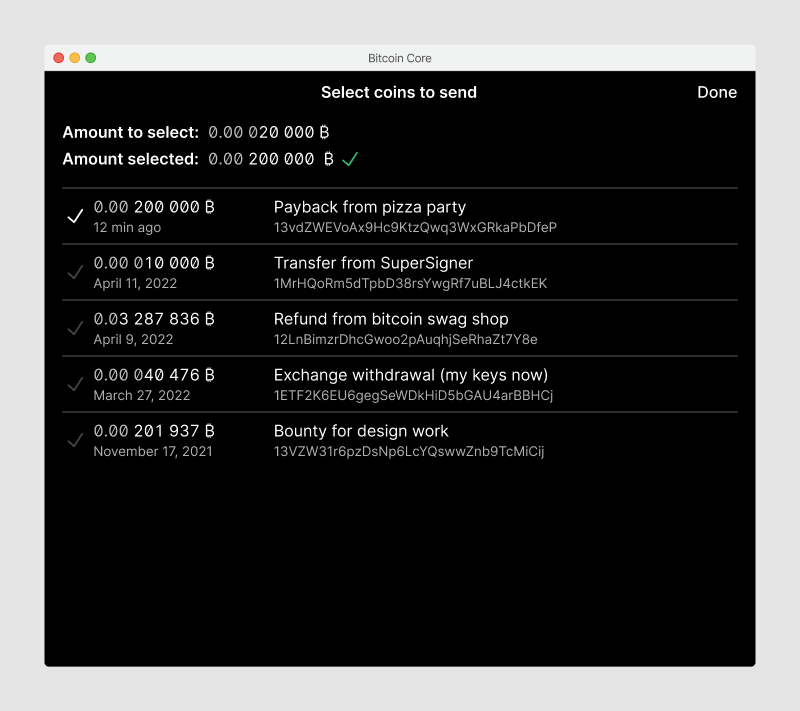 Bitcoin Core
Select coins to send Done
Amount to select: 0.00 020 000 ₿
Amount selected: 0.00 200 000 ₿
0.00 200 000 ₿ Payback from pizza party
12 min ago 13vdZWEVoAx9Hc9KtzQwq3WxGRkaPbDfeP
0.00 010 000 ₿ Transfer from SuperSigner
April 11, 2022 1MrHQoRm5dTpbD38rsYwgRf7uBLJ4ctkEK
0.03 287 836 ₿ Refund from bitcoin swag shop
April 9, 2022 12LnBimzrDhcGwoo2pAuqhjSeRhaZt7Y8e
0.00 040 476 ₿ Exchange withdrawal (my keys now)
March 27, 2022 1ETF2K6EU6gegSeWDkHiD5bGAU4arBBHCj
0.00 201 937 ₿ Bounty for design work
November 17, 2021 13VZW31r6pzDsNp6LcYQswwZnb9TcMiCij